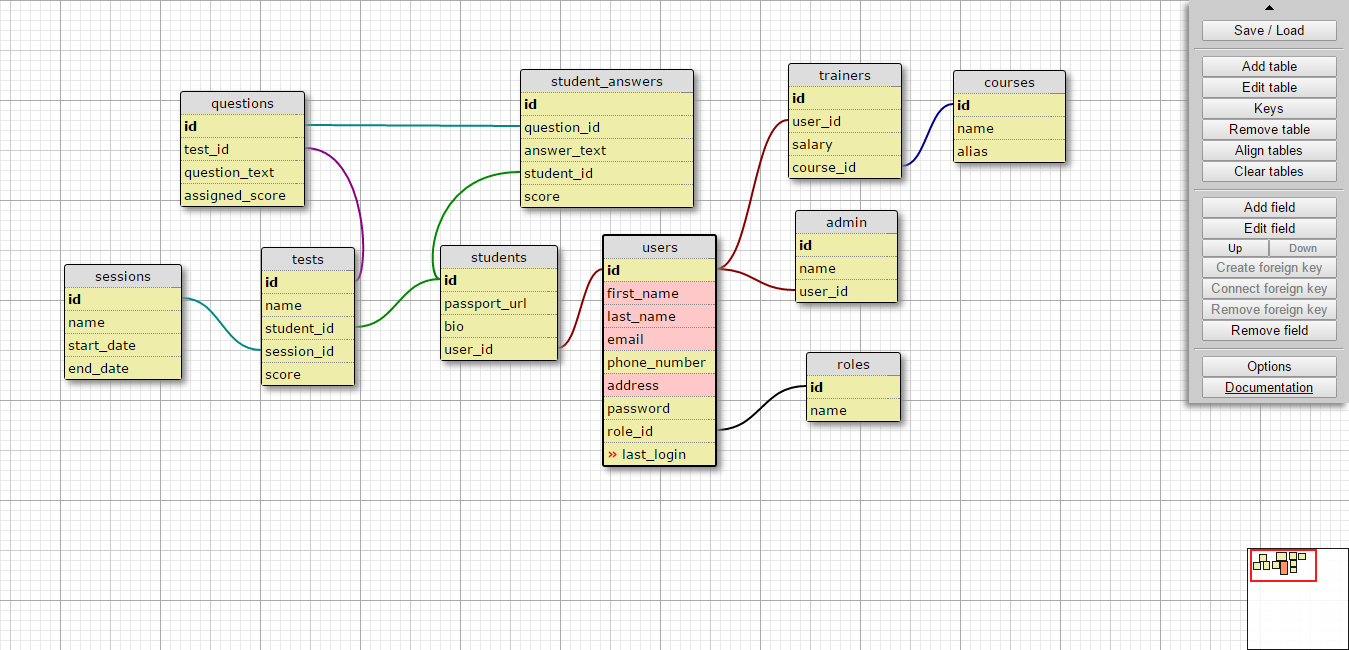 questions
id
test_id
question_text
assigned_score
student_answers
id
question_id
answer_text
student_id
score
trainers
id
user_id
salary
course_id
courses
id
name
alias
sessions
id
name
start_date
end_date
tests
id
name
student_id
session_id
score
students
id
passport_url
bio
user_id
users
id
first_name
last_name
email
phone_number
address
password
role_id
» last_login
admin
id
name
user_id
roles
id
name
Save / Load
Add table
Edit table
Keys
Remove table
Align tables
Clear tables
Add field
Edit field
Up Down
Create foreign key
Connect foreign key
Remove foreign key
Remove field
Options
Documentation